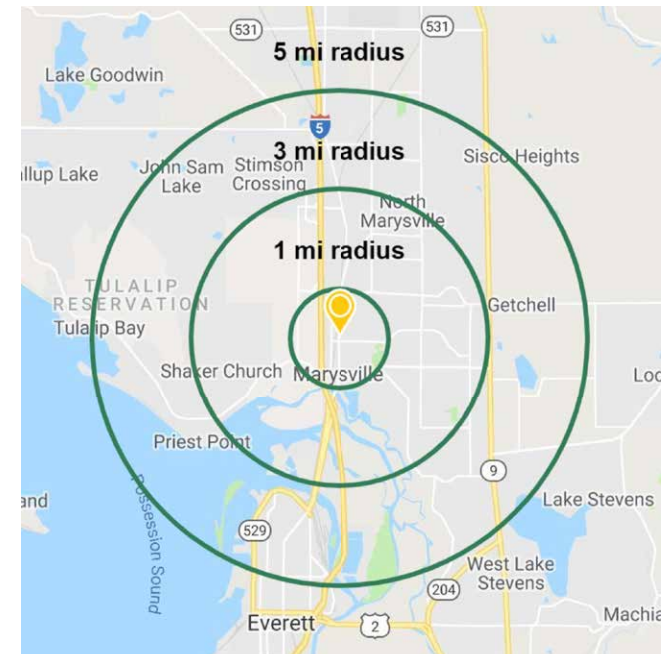 531
531
5 mi radius
Lake Goodwin
5
3 mi radius
Sisco Heights
John Sam
Lake
Stimson
Crossing
llup Lake
North
Marysville
1 mi radius
TULALIP
RESERVATION
Getchell
Tulalip Bay
Shaker Church
Marysville
Loc
Priest Point
9
Possession Sound
and
Lake Stevens
529
West Lake
Stevens
204
Machia
Everett
2